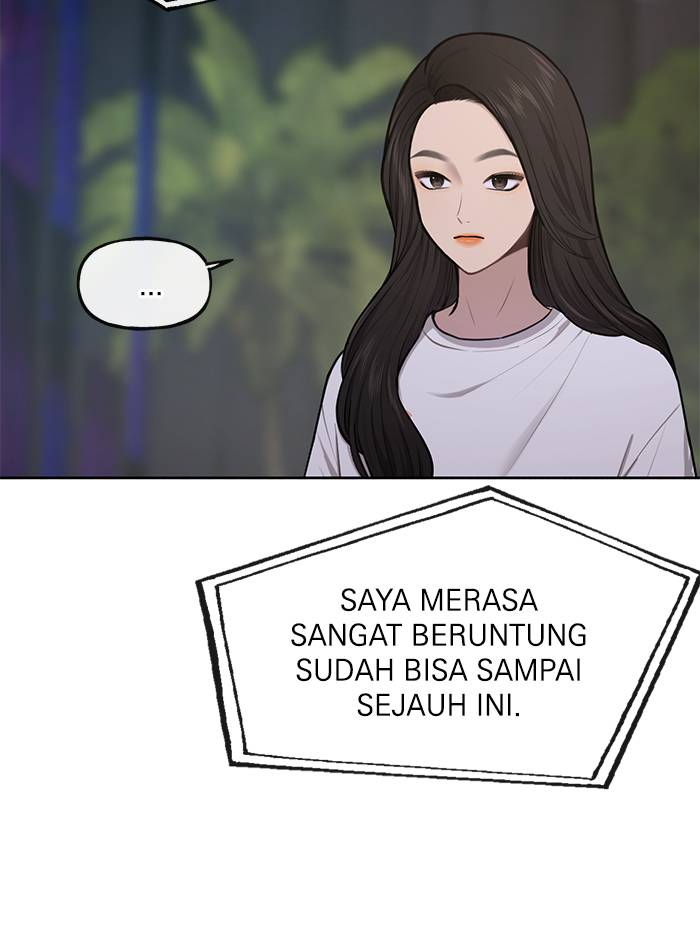 ...
SAYA MERASA
SANGAT BERUNTUNG
SUDAH BISA SAMPAI
SEJAUH INI.